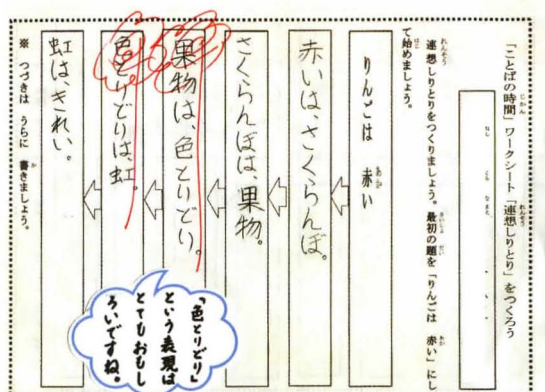 「ことばの時間」ワークシート「連想しりとり」をつくろう
連想しりとりをつくりましょう。最初の題を「りんごは 赤い」にし
て始めましょう。
りんごは 赤い
赤いは、さくらんぼ。
さくらんぼは、果物。
果物は、色とりどり。
色とりどりは、虹。
虹は、きれい。
「色とりどり」
という表現は
とてもおもし
ろいですね。
※ つづきは うらに 書きましょう。